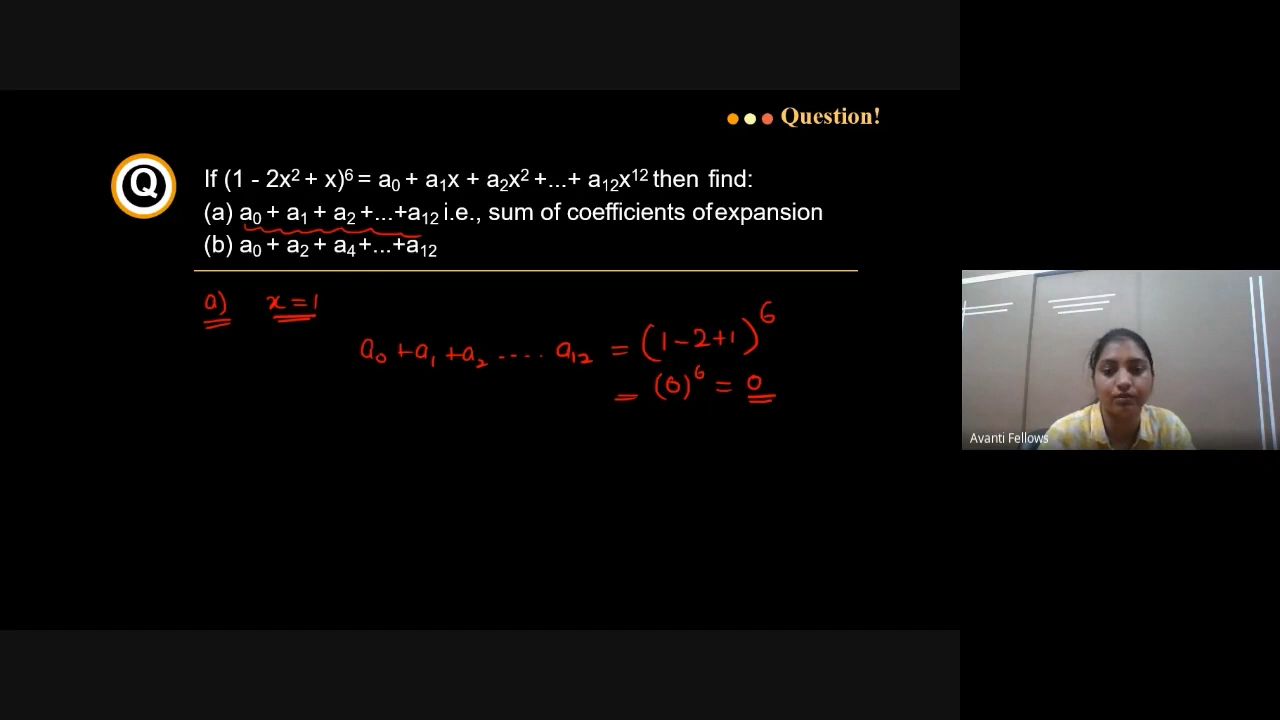 Question!
Q
If (1 - 2x² + x)⁶ = a₀ + a₁x + a₂x² +...+ a₁₂x¹² then find:
(a) a₀ + a₁ + a₂ +...+a₁₂ i.e., sum of coefficients of expansion
(b) a₀ + a₂ + a₄ +...+a₁₂
a) x = 1
a₀ + a₁ + a₂ .... a₁₂ = (1-2+1)⁶
= (0)⁶ = 0
Avanti Fellows